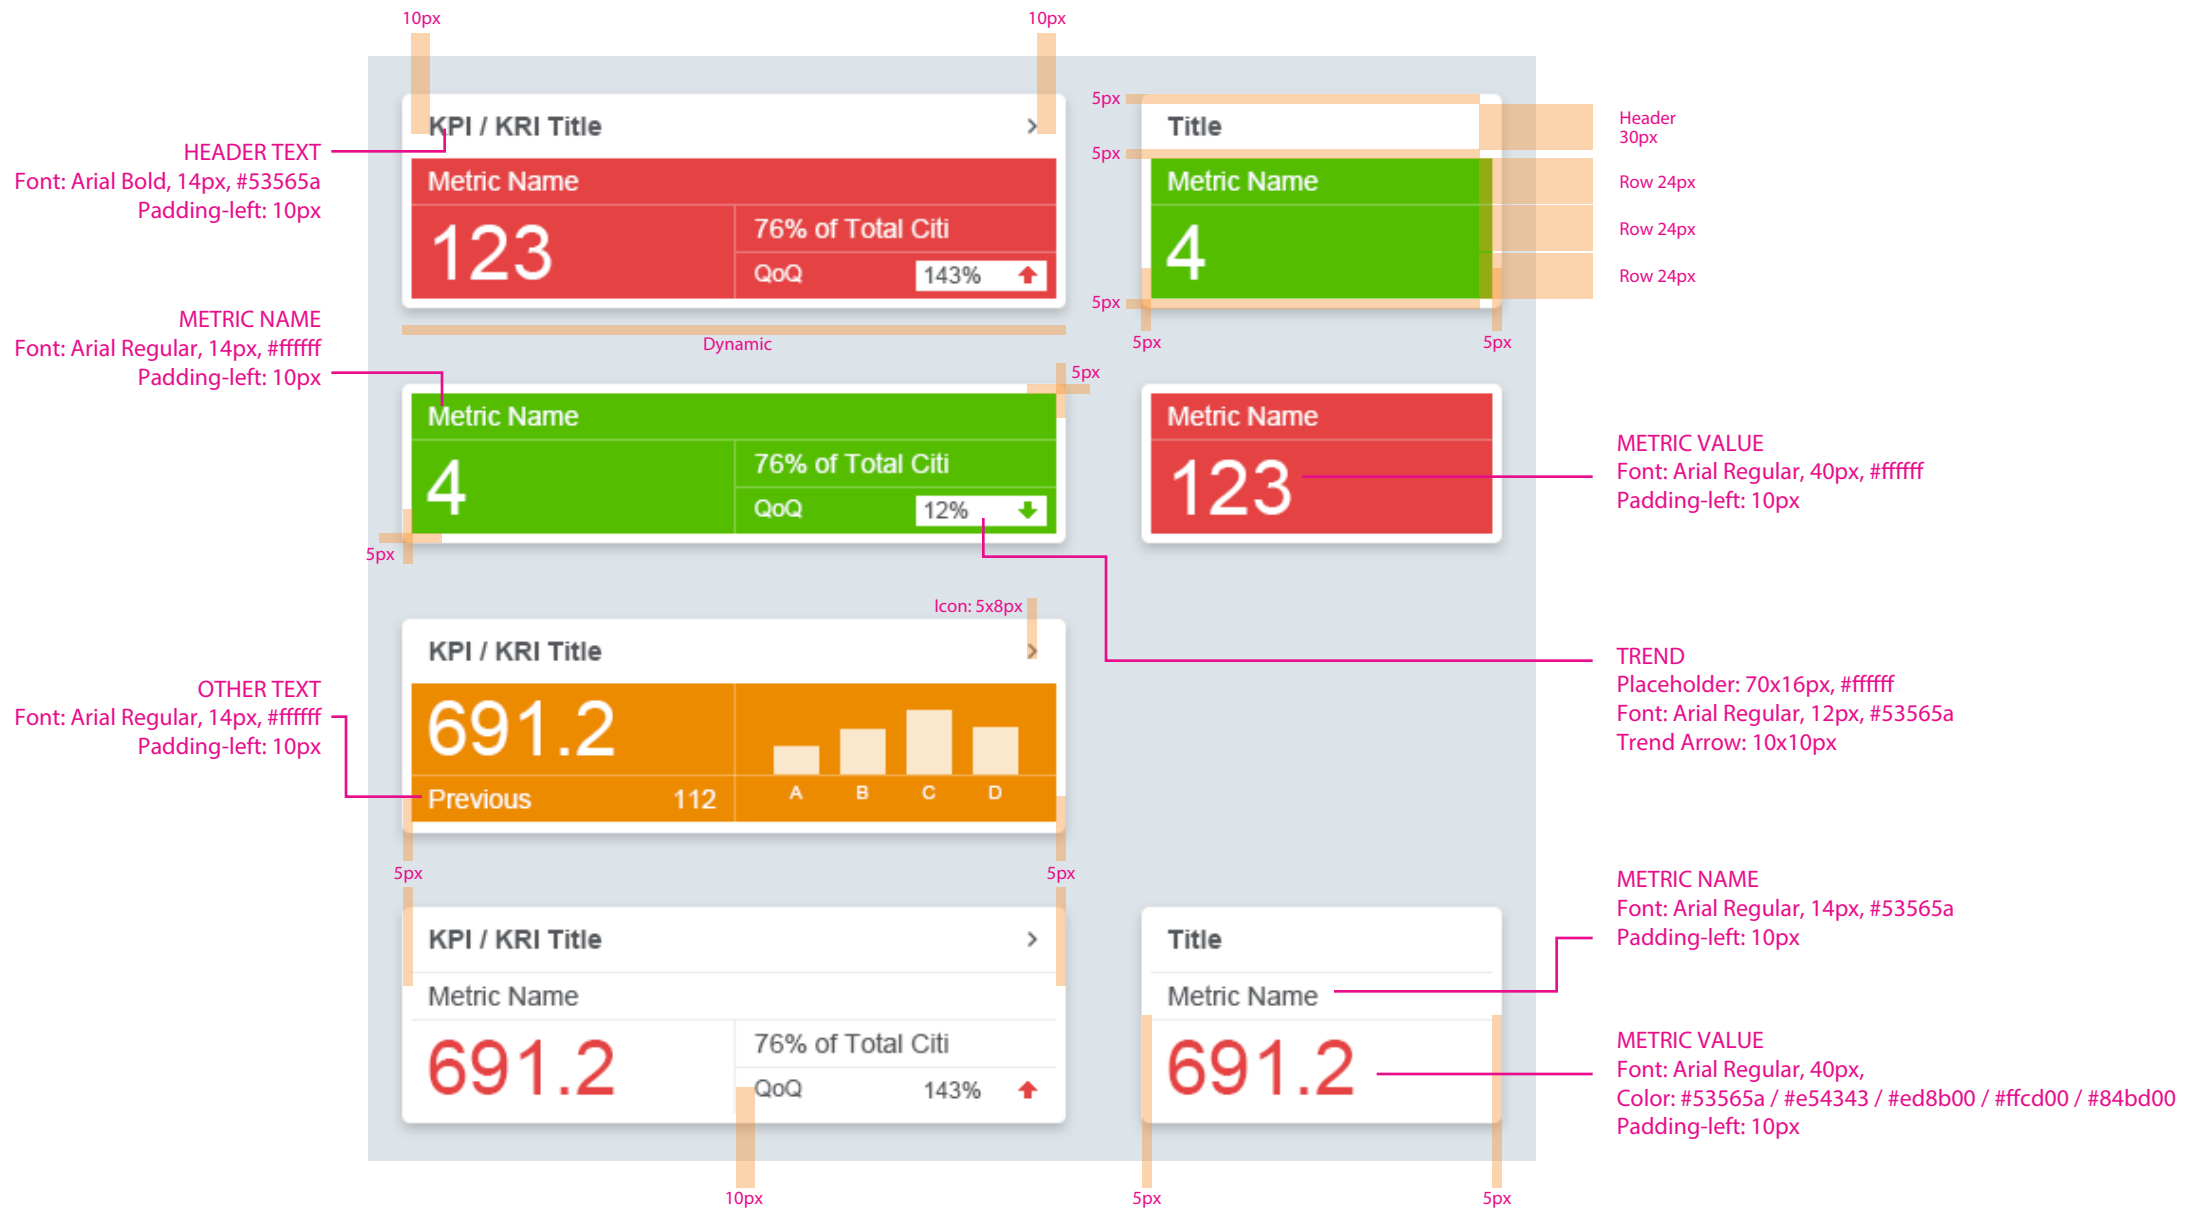 10px
10px
KPI / KRI Title
HEADER TEXT
Font: Arial Bold, 14px, #53565a
Padding-left: 10px
Metric Name
123
76% of Total Citi
QoQ
143%
Dynamic
5px
5px
5px
5px
5px
Title
Metric Name
4
Header
30px
Row 24px
Row 24px
Row 24px
METRIC NAME
Font: Arial Regular, 14px, #ffffff
Padding-left: 10px
5px
Metric Name
4
76% of Total Citi
QoQ
12%
5px
Metric Name
123
METRIC VALUE
Font: Arial Regular, 40px, #ffffff
Padding-left: 10px
Icon: 5x8px
KPI / KRI Title
691.2
Previous
112
A
B
C
D
OTHER TEXT
Font: Arial Regular, 14px, #ffffff
Padding-left: 10px
TREND
Placeholder: 70x16px, #ffffff
Font: Arial Regular, 12px, #53565a
Trend Arrow: 10x10px
5px
5px
KPI / KRI Title
Metric Name
691.2
76% of Total Citi
QoQ
143%
10px
Title
Metric Name
691.2
5px
5px
METRIC NAME
Font: Arial Regular, 14px, #53565a
Padding-left: 10px
METRIC VALUE
Font: Arial Regular, 40px,
Color: #53565a / #e54343 / #ed8b00 / #ffcd00 / #84bd00
Padding-left: 10px